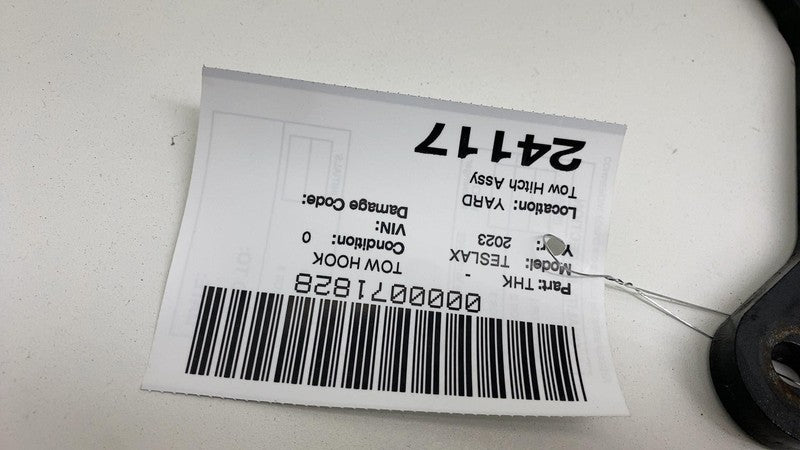 0000071828
Part: THK - TOW HOOK
Model: TESLAX
Year: 2023 Condition: 0
VIN:
Location: YARD Damage Code:
Tow Hitch Assy
24117